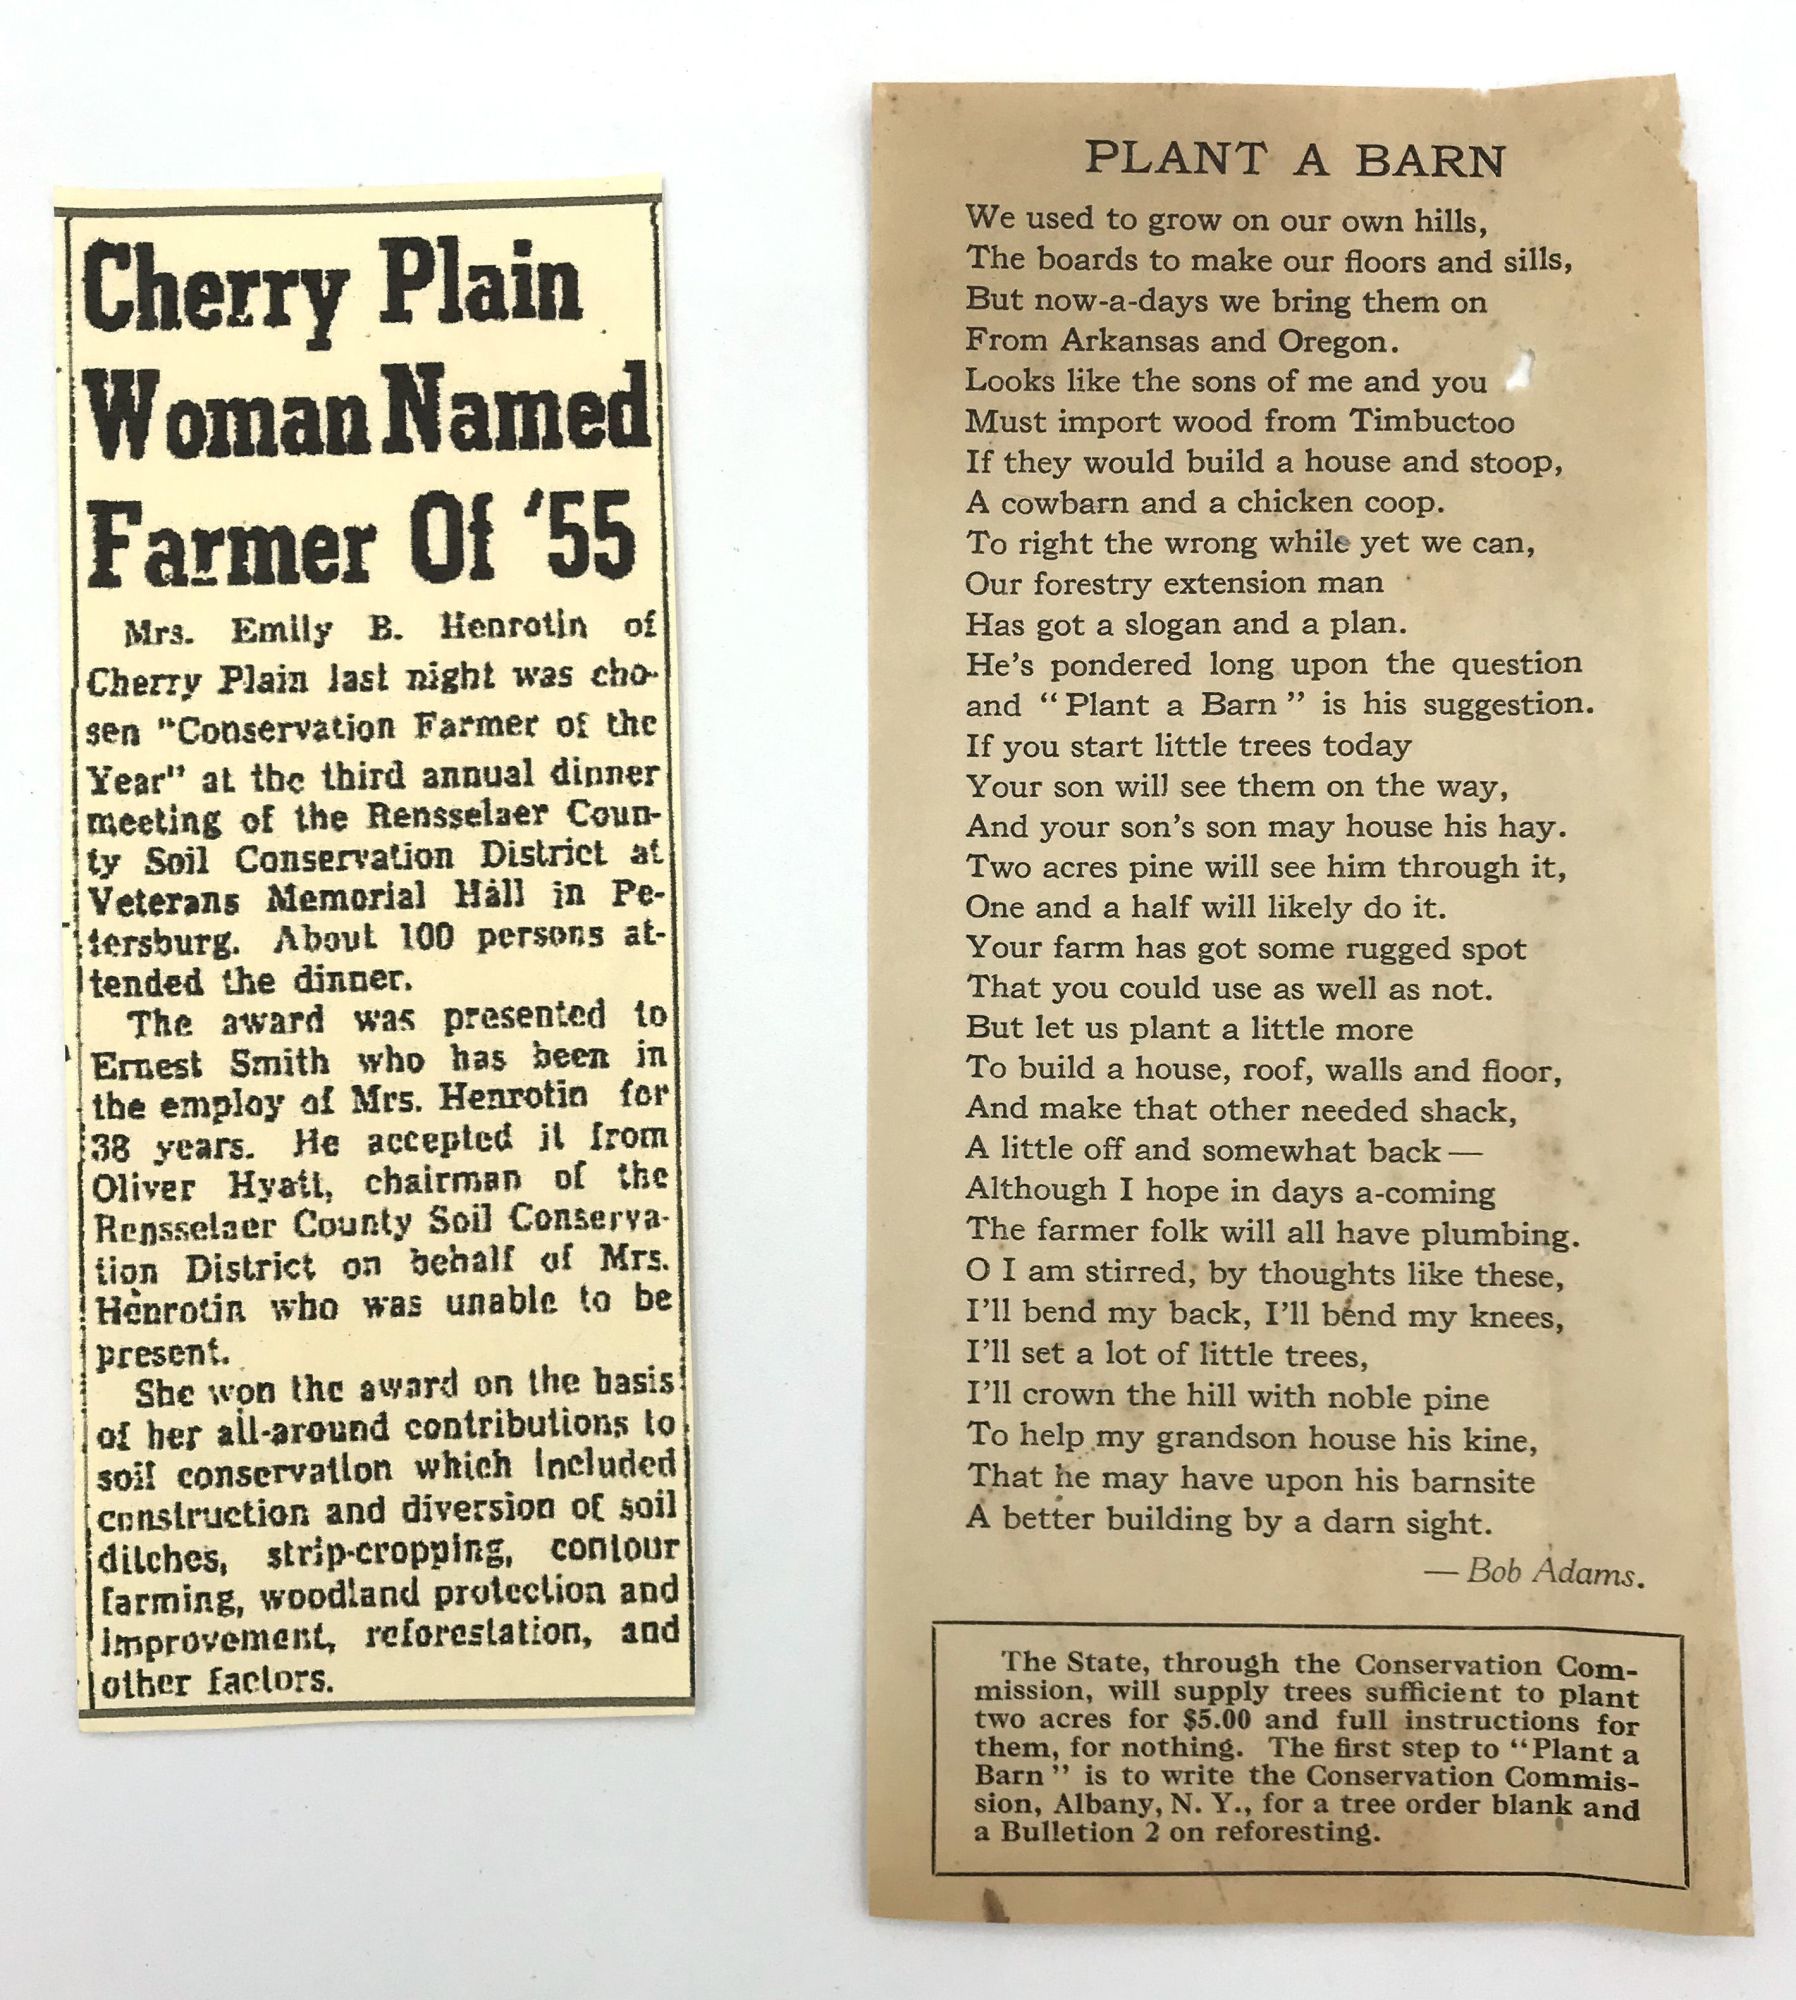 Cherry Plain
Woman Named
Farmer Of '55
Mrs. Emily B. Henrotin of
Cherry Plain last night was cho-
sen "Conservation Farmer of the
Year" at the third annual dinner
meeting of the Rensselaer Coun-
ty Soil Conservation District at
Veterans Memorial Hall in Pe-
tersburg. About 100 persons at-
tended the dinner.
The award was presented to
Ernest Smith who has been in
the employ of Mrs. Henrotin for
38 years. He accepted it from
Oliver Hyatt, chairman of the
Rensselaer County Soil Conserva-
tion District on behalf of Mrs.
Henrotin who was unable to be
present.
She won the award on the basis
of her all-around contributions to
soil conservation which included
construction and diversion of soil
ditches, strip-cropping, contour
farming, woodland protection and
improvement, reforestation, and
other factors.
PLANT A BARN
We used to grow on our own hills,
The boards to make our floors and sills,
But now-a-days we bring them on
From Arkansas and Oregon.
Looks like the sons of me and you
Must import wood from Timbuctoo
If they would build a house and stoop,
A cowbarn and a chicken coop.
To right the wrong while yet we can,
Our forestry extension man
Has got a slogan and a plan.
He's pondered long upon the question
and "Plant a Barn" is his suggestion.
If you start little trees today
Your son will see them on the way,
And your son's son may house his hay.
Two acres pine will see him through it,
One and a half will likely do it.
Your farm has got some rugged spot
That you could use as well as not.
But let us plant a little more
To build a house, roof, walls and floor,
And make that other needed shack,
A little off and somewhat back—
Although I hope in days a-coming
The farmer folk will all have plumbing.
O I am stirred, by thoughts like these,
I'll bend my back, I'll bend my knees,
I'll set a lot of little trees,
I'll crown the hill with noble pine
To help my grandson house his kine,
That he may have upon his barnsite
A better building by a darn sight.
—Bob Adams.
The State, through the Conservation Com-
mission, will supply trees sufficient to plant
two acres for $5.00 and full instructions for
them, for nothing. The first step to "Plant a
Barn" is to write the Conservation Commis-
sion, Albany, N. Y., for a tree order blank and
a Bulletion 2 on reforesting.